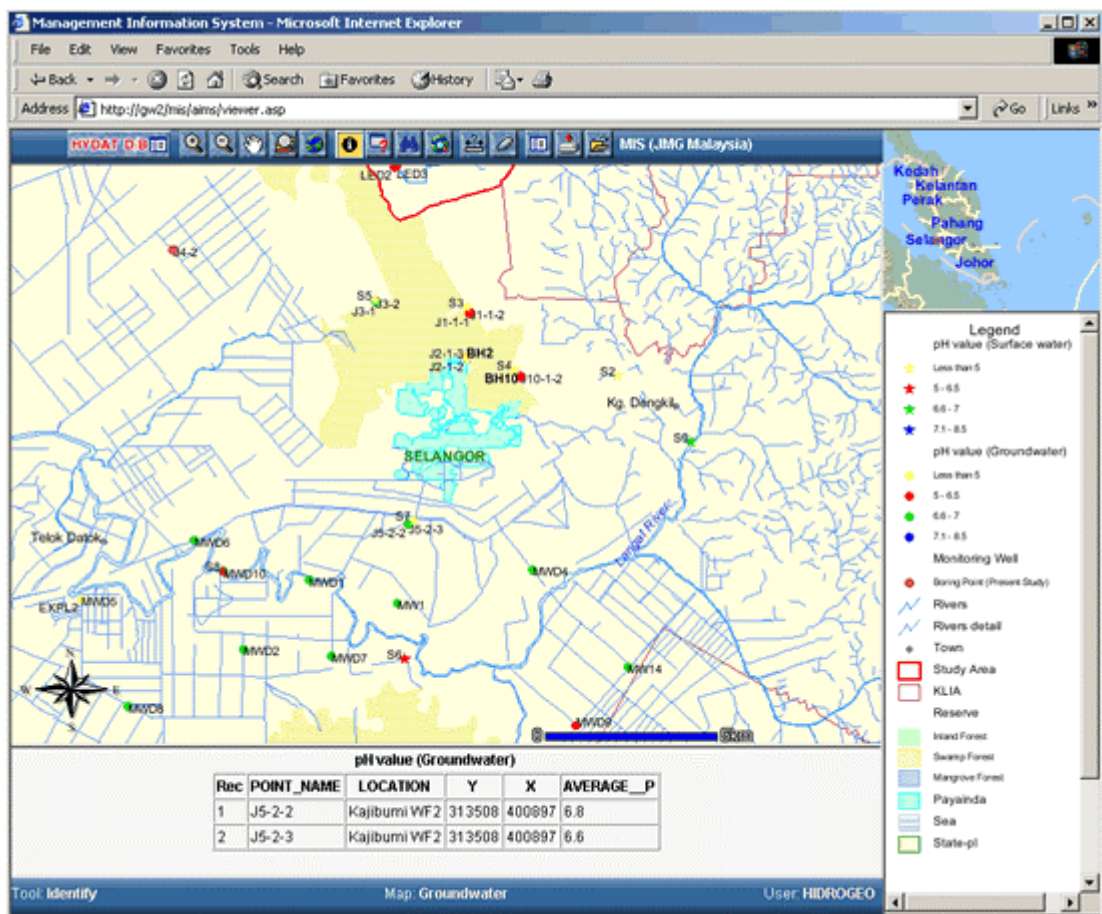 Management Information System - Microsoft Internet Explorer
File Edit View Favorites Tools Help
Back Search Favorites History
Address http://gw2/mis/aims/viewer.asp Go Links »
HYDAT DB MIS (JMG Malaysia)
Kedah
Kelantan
Perak
Pahang
Selangor
Johor
LED2 LED3
J4-2
S5
J3-2
J3-1
S3
J1-1-2
J1-1-1
J2-1-3 BH2
J2-1-2
S4
BH10 J10-1-2
S2
Kg. Dengkil
S9
SELANGOR
S7
J5-2-2 J5-2-3
Langat River
Telok Datok
MWD6
S8
MWD10
MWD1
MWD4
EXPL2 MWD5
MW1
MWD2
MWD7
S6
MW14
MWD8
MWD9
N
W E
S
0 5km
Legend
pH value (Surface water)
Less than 5
5 - 6.5
6.6 - 7
7.1 - 8.5
pH value (Groundwater)
Less than 5
5 - 6.5
6.6 - 7
7.1 - 8.5
Monitoring Well
Boring Point (Present Study)
Rivers
Rivers detail
Town
Study Area
KLIA
Reserve
Inland Forest
Swamp Forest
Mangrove Forest
Payainda
Sea
State-pl
pH value (Groundwater)
Rec POINT_NAME LOCATION Y X AVERAGE__P
1 J5-2-2 Kajibumi WF2 313508 400897 6.8
2 J5-2-3 Kajibumi WF2 313508 400897 6.6
Tool: Identify Map: Groundwater User: HIDROGEO